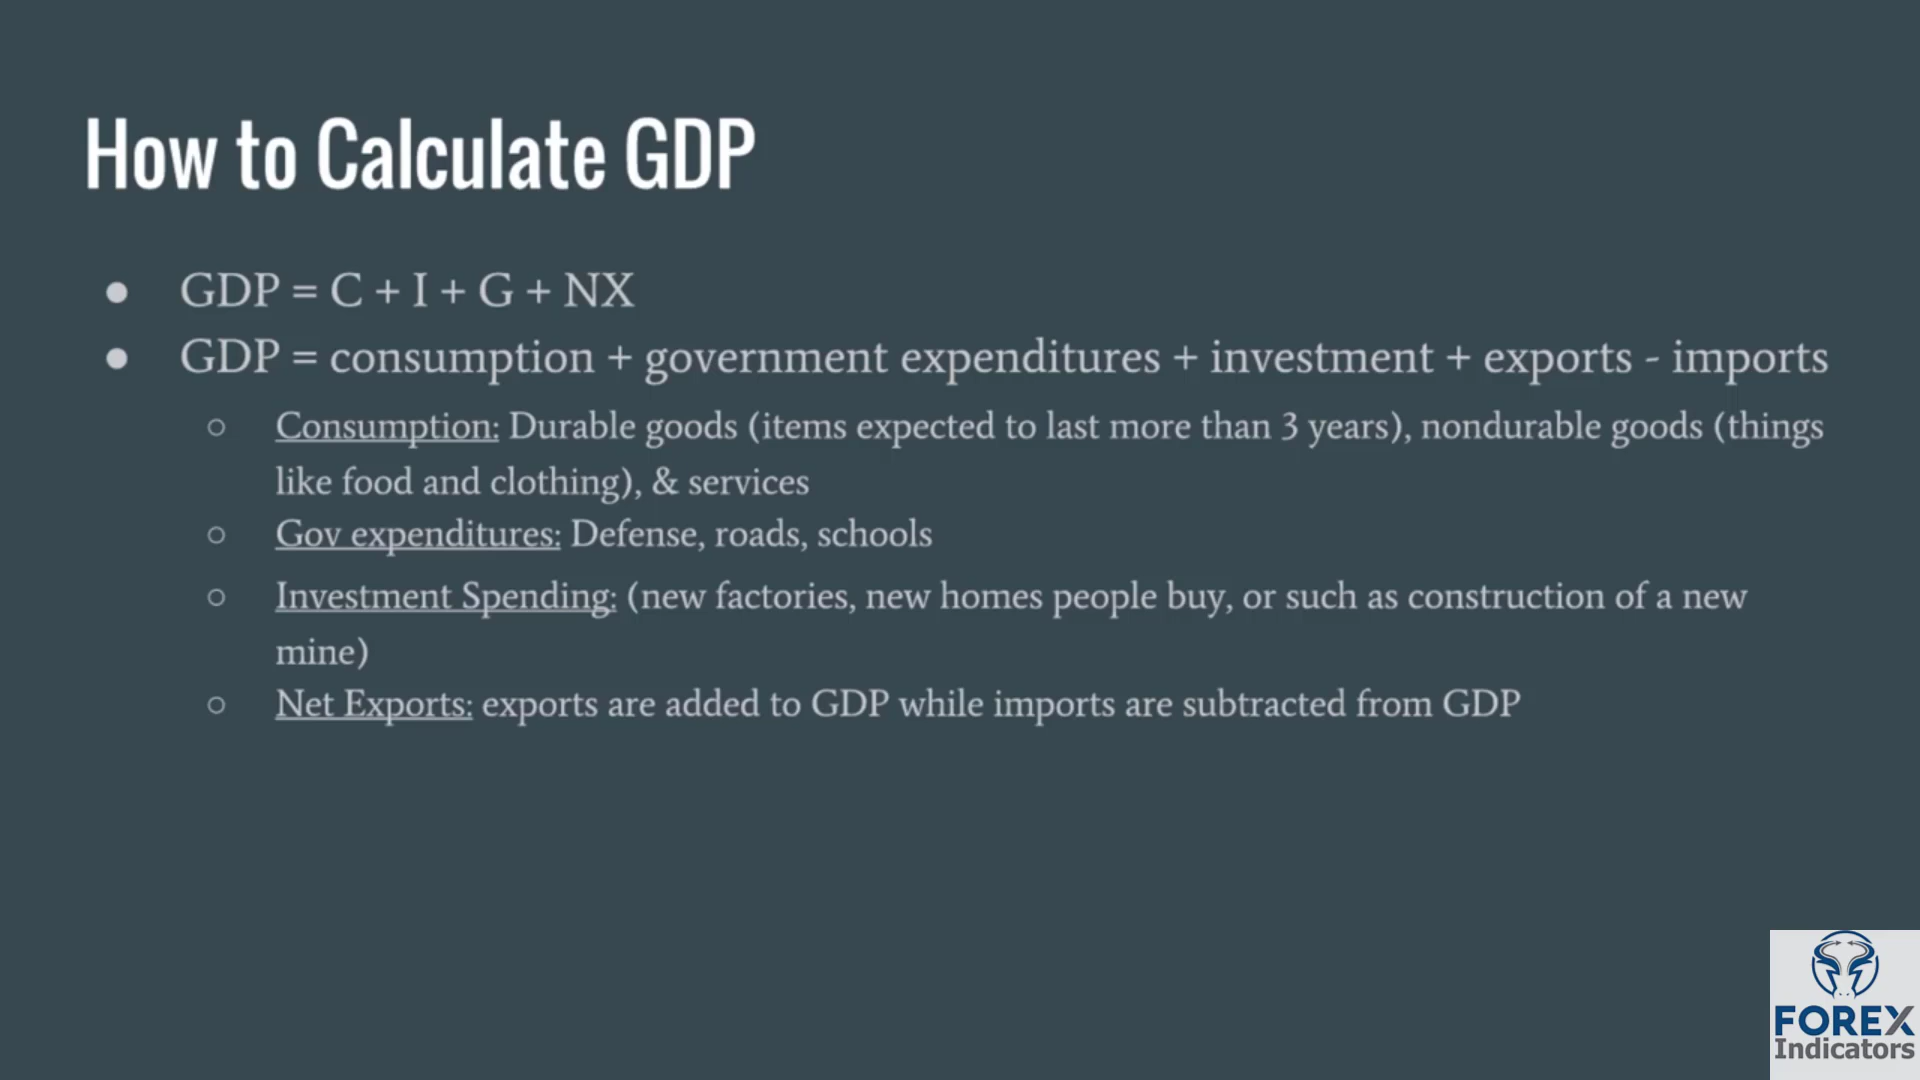 How to Calculate GDP
● GDP = C + I + G + NX
● GDP = consumption + government expenditures + investment + exports - imports
○ Consumption: Durable goods (items expected to last more than 3 years), nondurable goods (things
like food and clothing), & services
○ Gov expenditures: Defense, roads, schools
○ Investment Spending: (new factories, new homes people buy, or such as construction of a new
mine)
○ Net Exports: exports are added to GDP while imports are subtracted from GDP
FOREX
Indicators